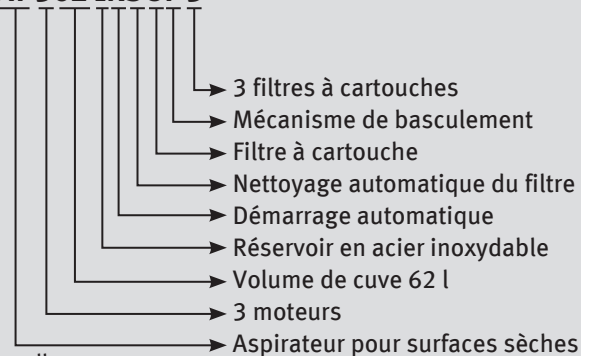 3 filtres à cartouches
Mécanisme de basculement
Filtre à cartouche
Nettoyage automatique du filtre
Démarrage automatique
Réservoir en acier inoxydable
Volume de cuve 62 l
3 moteurs
Aspirateur pour surfaces sèches